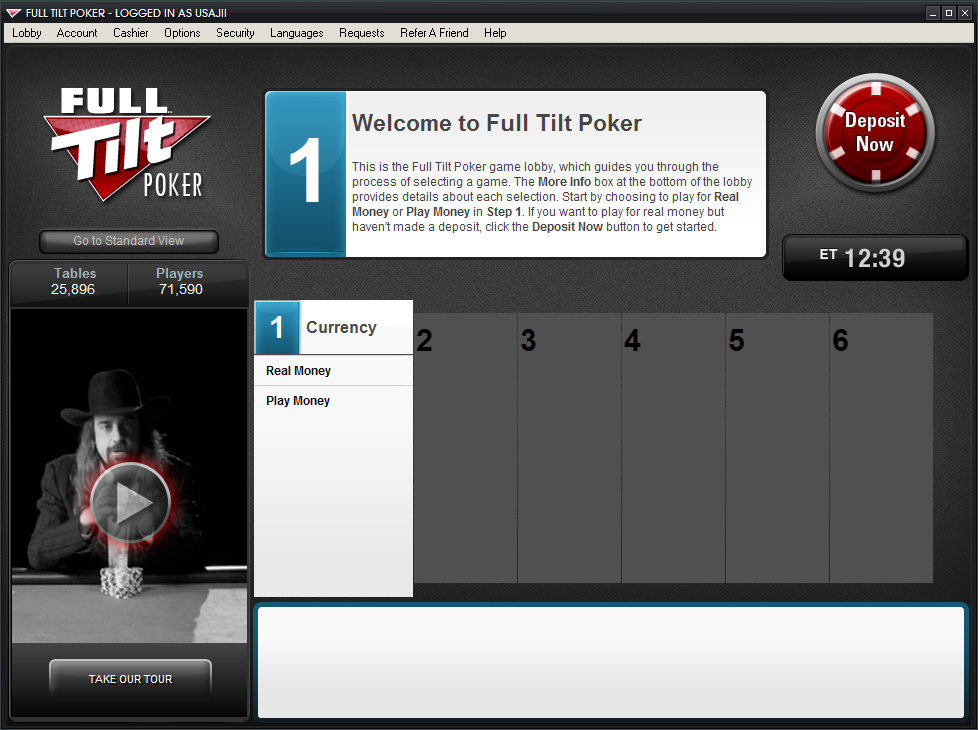 FULL TILT POKER - LOGGED IN AS USAJII
Lobby Account Cashier Options Security Languages Requests Refer A Friend Help
FULL
Tilt
POKER
1
Welcome to Full Tilt Poker
This is the Full Tilt Poker game lobby, which guides you through the
process of selecting a game. The More Info box at the bottom of the lobby
provides details about each selection. Start by choosing to play for Real
Money or Play Money in Step 1. If you want to play for real money but
haven't made a deposit, click the Deposit Now button to get started.
Deposit
Now
Go to Standard View
ET 12:39
Tables Players
25,896 71,590
1 Currency 2 3 4 5 6
Real Money
Play Money
TAKE OUR TOUR